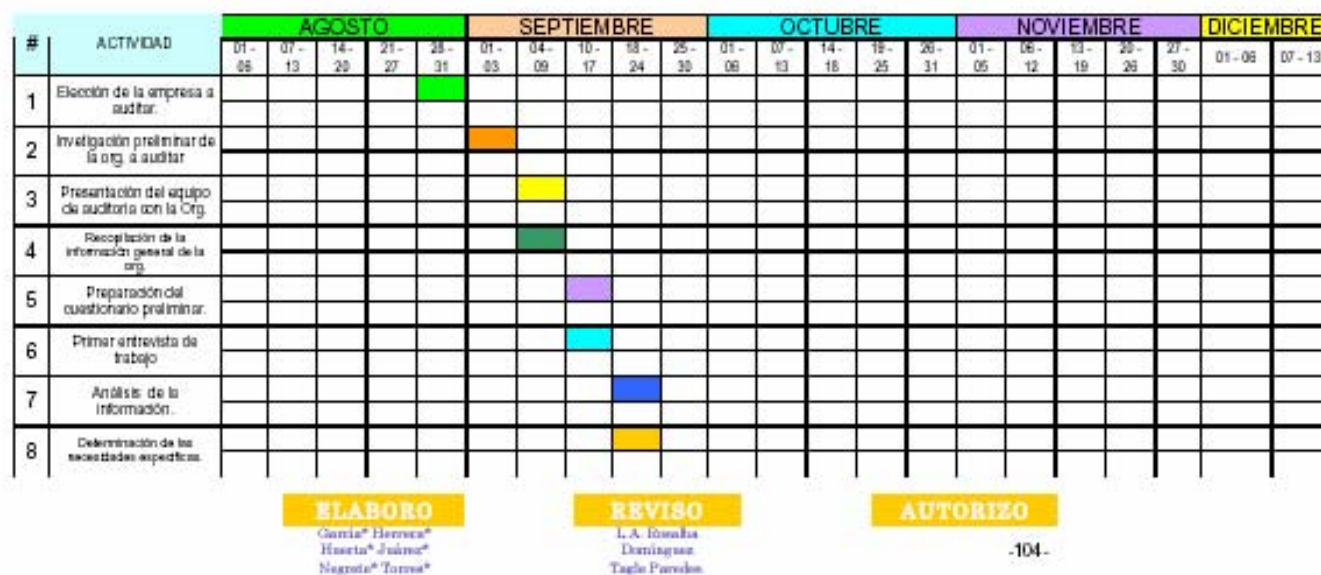 AGOSTO SEPTIEMBRE OCTUBRE NOVIEMBRE DICIEMBRE
# ACTIVIDAD
01 - 06 07 - 13 14 - 20 21 - 27 28 - 31 01 - 03 04 - 09 10 - 17 18 - 24 25 - 30 01 - 06 07 - 13 14 - 18 19 - 25 26 - 31 01 - 05 06 - 12 13 - 19 20 - 26 27 - 30 01 - 06 07 - 13
1 Elección de la empresa a
auditar.
2 Invetigación preliminar de
la org. a auditar
3 Presentación del equipo
de auditoria con la Org.
4 Recopilación de la
información general de la
org.
5 Preparación del
cuestionario preliminar.
6 Primer entrevista de
trabajo
7 Análisis de la
información.
8 Determinación de las
necesidades específicas.
ELABORO REVISO AUTORIZO
García* Herrera* L.A. Rosalba
Huerta* Juárez* Domínguez
Negrete* Torres* Tagle Paredes.
-104-